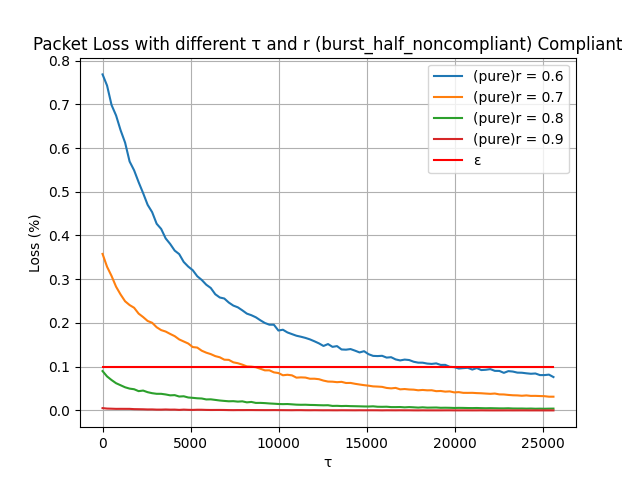 Packet Loss with different τ and r (burst_half_noncompliant) Compliant
0.8
0.7
0.6
0.5
0.4
0.3
0.2
0.1
0.0
Loss (%)
(pure)r = 0.6
(pure)r = 0.7
(pure)r = 0.8
(pure)r = 0.9
ε
0
5000
10000
15000
20000
25000
τ